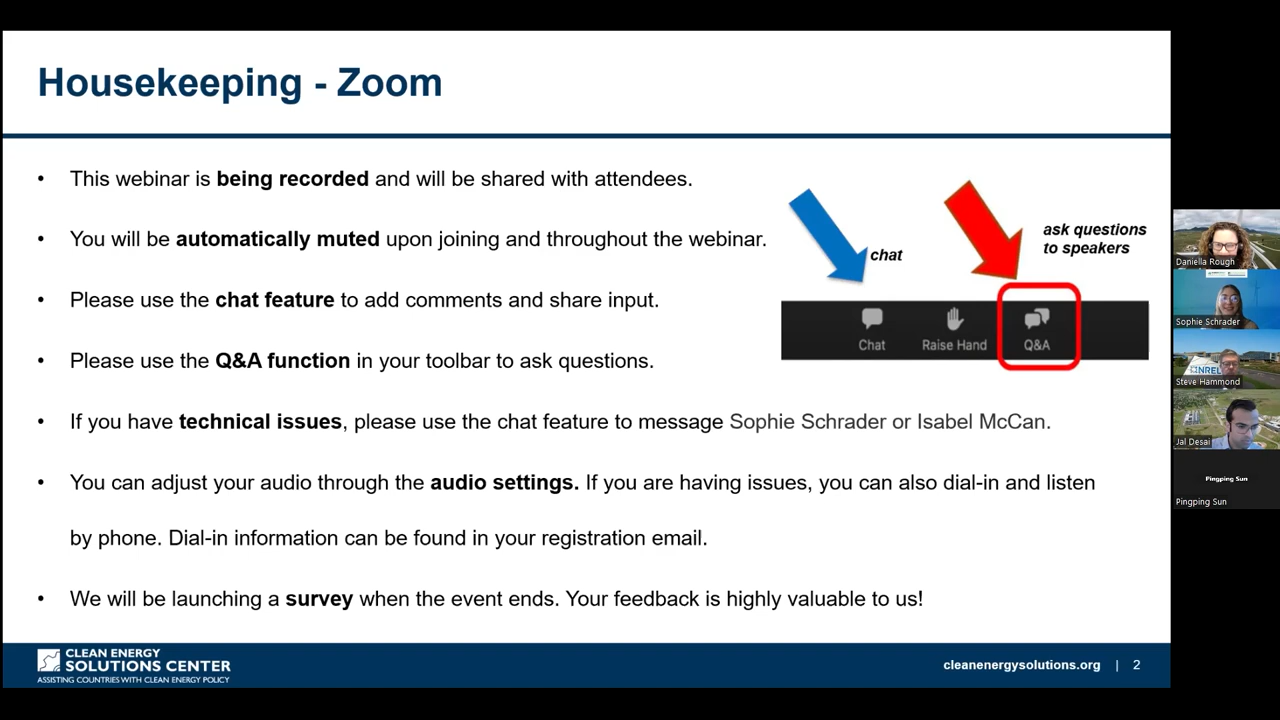 Housekeeping - Zoom
• This webinar is being recorded and will be shared with attendees.
• You will be automatically muted upon joining and throughout the webinar.
• Please use the chat feature to add comments and share input.
• Please use the Q&A function in your toolbar to ask questions.
• If you have technical issues, please use the chat feature to message Sophie Schrader or Isabel McCan.
• You can adjust your audio through the audio settings. If you are having issues, you can also dial-in and listen
by phone. Dial-in information can be found in your registration email.
• We will be launching a survey when the event ends. Your feedback is highly valuable to us!
chat
ask questions
to speakers
Chat
Raise Hand
Q&A
CLEAN ENERGY
SOLUTIONS CENTER
ASSISTING COUNTRIES WITH CLEAN ENERGY POLICY
cleanenergysolutions.org | 2
Daniella Rough
Sophie Schrader
NREL
Steve Hammond
Jal Desai
Pingping Sun
Pingping Sun